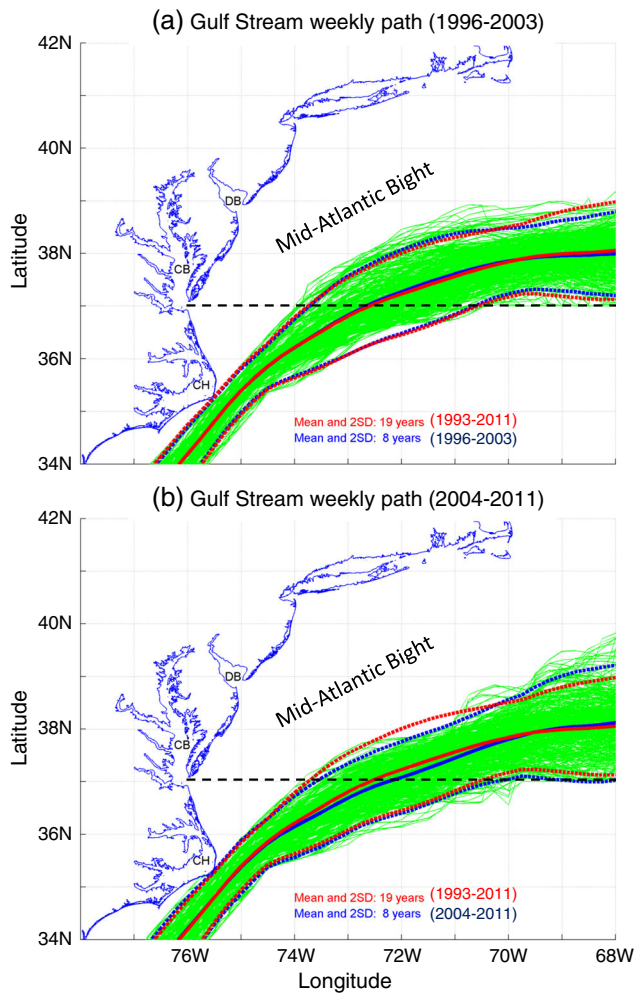 (a) Gulf Stream weekly path (1996-2003)
42N
40N
38N
36N
34N
Latitude
DB
CB
CH
Mid-Atlantic Bight
Mean and 2SD: 19 years (1993-2011)
Mean and 2SD: 8 years (1996-2003)
(b) Gulf Stream weekly path (2004-2011)
42N
40N
38N
36N
34N
Latitude
DB
CB
CH
Mid-Atlantic Bight
Mean and 2SD: 19 years (1993-2011)
Mean and 2SD: 8 years (2004-2011)
76W 74W 72W 70W 68W
Longitude